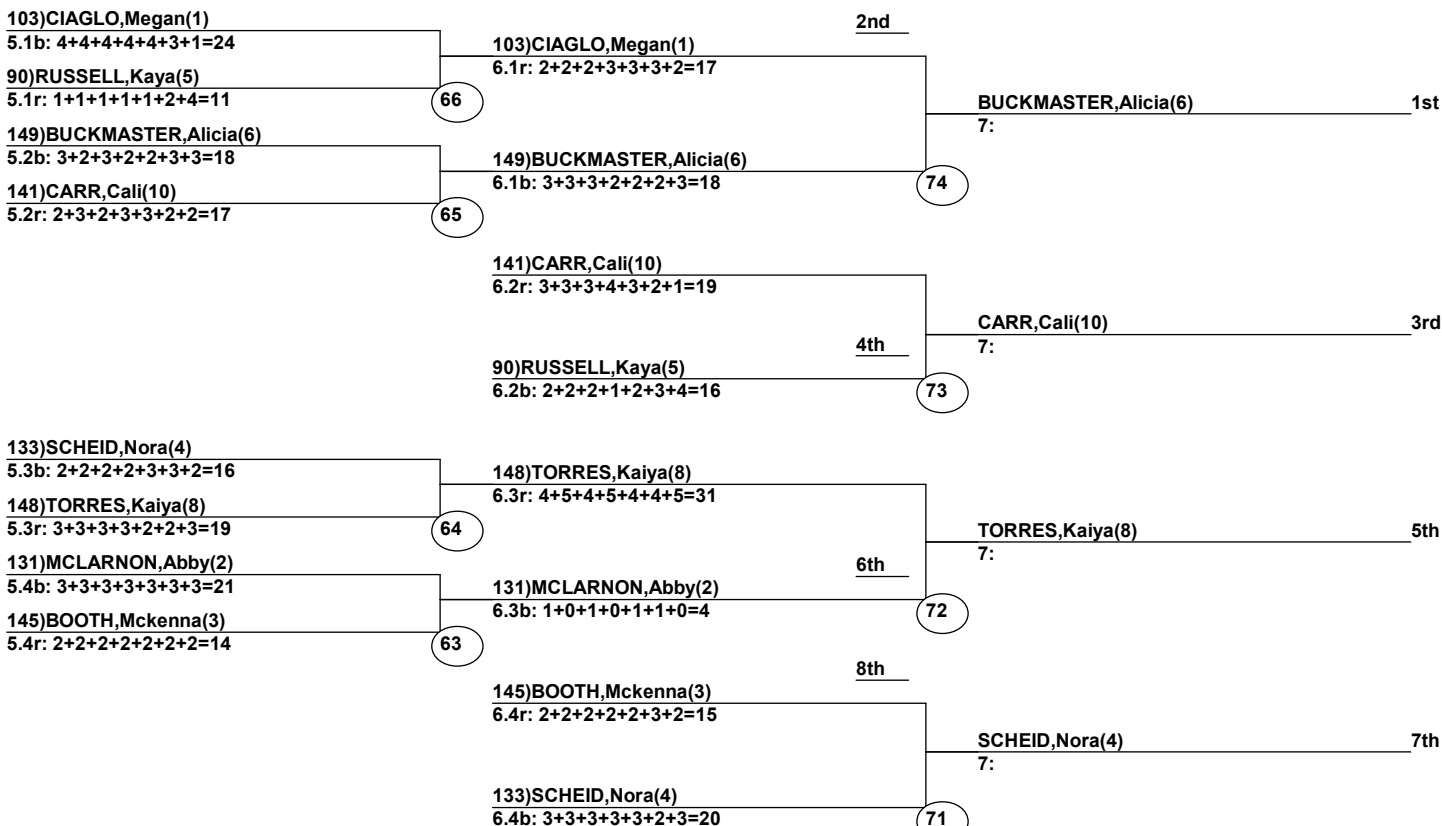 103)CIAGLO,Megan(1)
5.1b: 4+4+4+4+4+3+1=24
90)RUSSELL,Kaya(5)
5.1r: 1+1+1+1+1+2+4=11
66
149)BUCKMASTER,Alicia(6)
5.2b: 3+2+3+2+2+3+3=18
141)CARR,Cali(10)
5.2r: 2+3+2+3+3+2+2=17
65
133)SCHEID,Nora(4)
5.3b: 2+2+2+2+3+3+2=16
148)TORRES,Kaiya(8)
5.3r: 3+3+3+3+2+2+3=19
64
131)MCLARNON,Abby(2)
5.4b: 3+3+3+3+3+3+3=21
145)BOOTH,Mckenna(3)
5.4r: 2+2+2+2+2+2+2=14
63
2nd
103)CIAGLO,Megan(1)
6.1r: 2+2+2+3+3+3+2=17
149)BUCKMASTER,Alicia(6)
6.1b: 3+3+3+2+2+2+3=18
74
141)CARR,Cali(10)
6.2r: 3+3+3+4+3+2+1=19
4th
90)RUSSELL,Kaya(5)
6.2b: 2+2+2+1+2+3+4=16
73
148)TORRES,Kaiya(8)
6.3r: 4+5+4+5+4+4+5=31
6th
131)MCLARNON,Abby(2)
6.3b: 1+0+1+0+1+1+0=4
72
8th
145)BOOTH,Mckenna(3)
6.4r: 2+2+2+2+2+3+2=15
133)SCHEID,Nora(4)
6.4b: 3+3+3+3+3+2+3=20
71
BUCKMASTER,Alicia(6) 1st
7:
CARR,Cali(10) 3rd
7:
TORRES,Kaiya(8) 5th
7:
SCHEID,Nora(4) 7th
7: